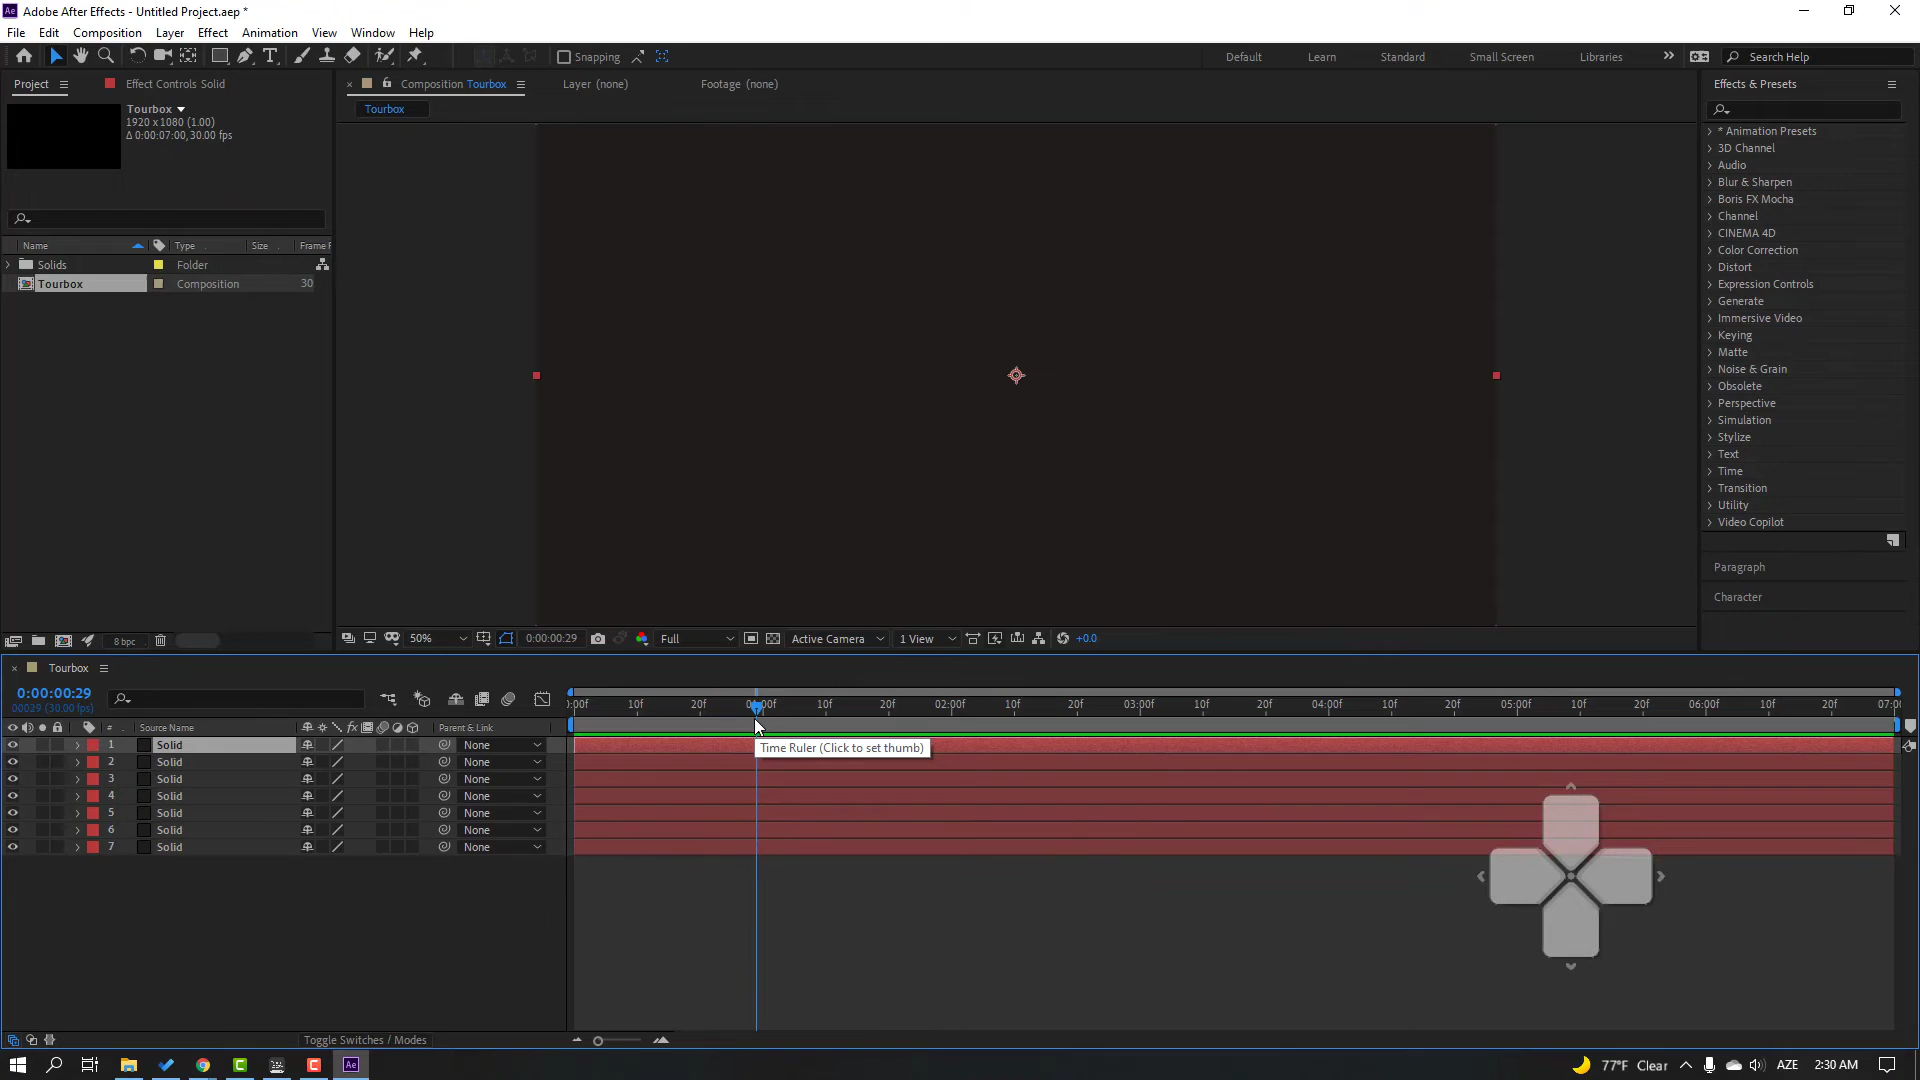 Adobe After Effects - Untitled Project.aep *
File Edit Composition Layer Effect Animation View Window Help
Snapping Default Learn Standard Small Screen Libraries Search Help
Project Effect Controls Solid Composition Tourbox Layer (none) Footage (none) Effects & Presets
Tourbox
1920 x 1080 (1.00)
Δ 0:00:07:00, 30.00 fps
Tourbox
Name Type Size Frame F
Solids Folder
Tourbox Composition 30
* Animation Presets
3D Channel
Audio
Blur & Sharpen
Boris FX Mocha
Channel
CINEMA 4D
Color Correction
Distort
Expression Controls
Generate
Immersive Video
Keying
Matte
Noise & Grain
Obsolete
Perspective
Simulation
Stylize
Text
Time
Transition
Utility
Video Copilot
Paragraph
Character
8 bpc 50% 0:00:00:29 Full Active Camera 1 View +0.0
Tourbox
0:00:00:29
00029 (30.00 fps)
0:00f 10f 20f 10f 20f 02:00f 10f 20f 03:00f 10f 20f 04:00f 10f 20f 05:00f 10f 20f 06:00f 10f 20f 07:00
# Source Name fx Parent & Link
1 Solid None
2 Solid None
3 Solid None
4 Solid None
5 Solid None
6 Solid None
7 Solid None
Time Ruler (Click to set thumb)
Toggle Switches / Modes
Ae 77°F Clear AZE 2:30 AM